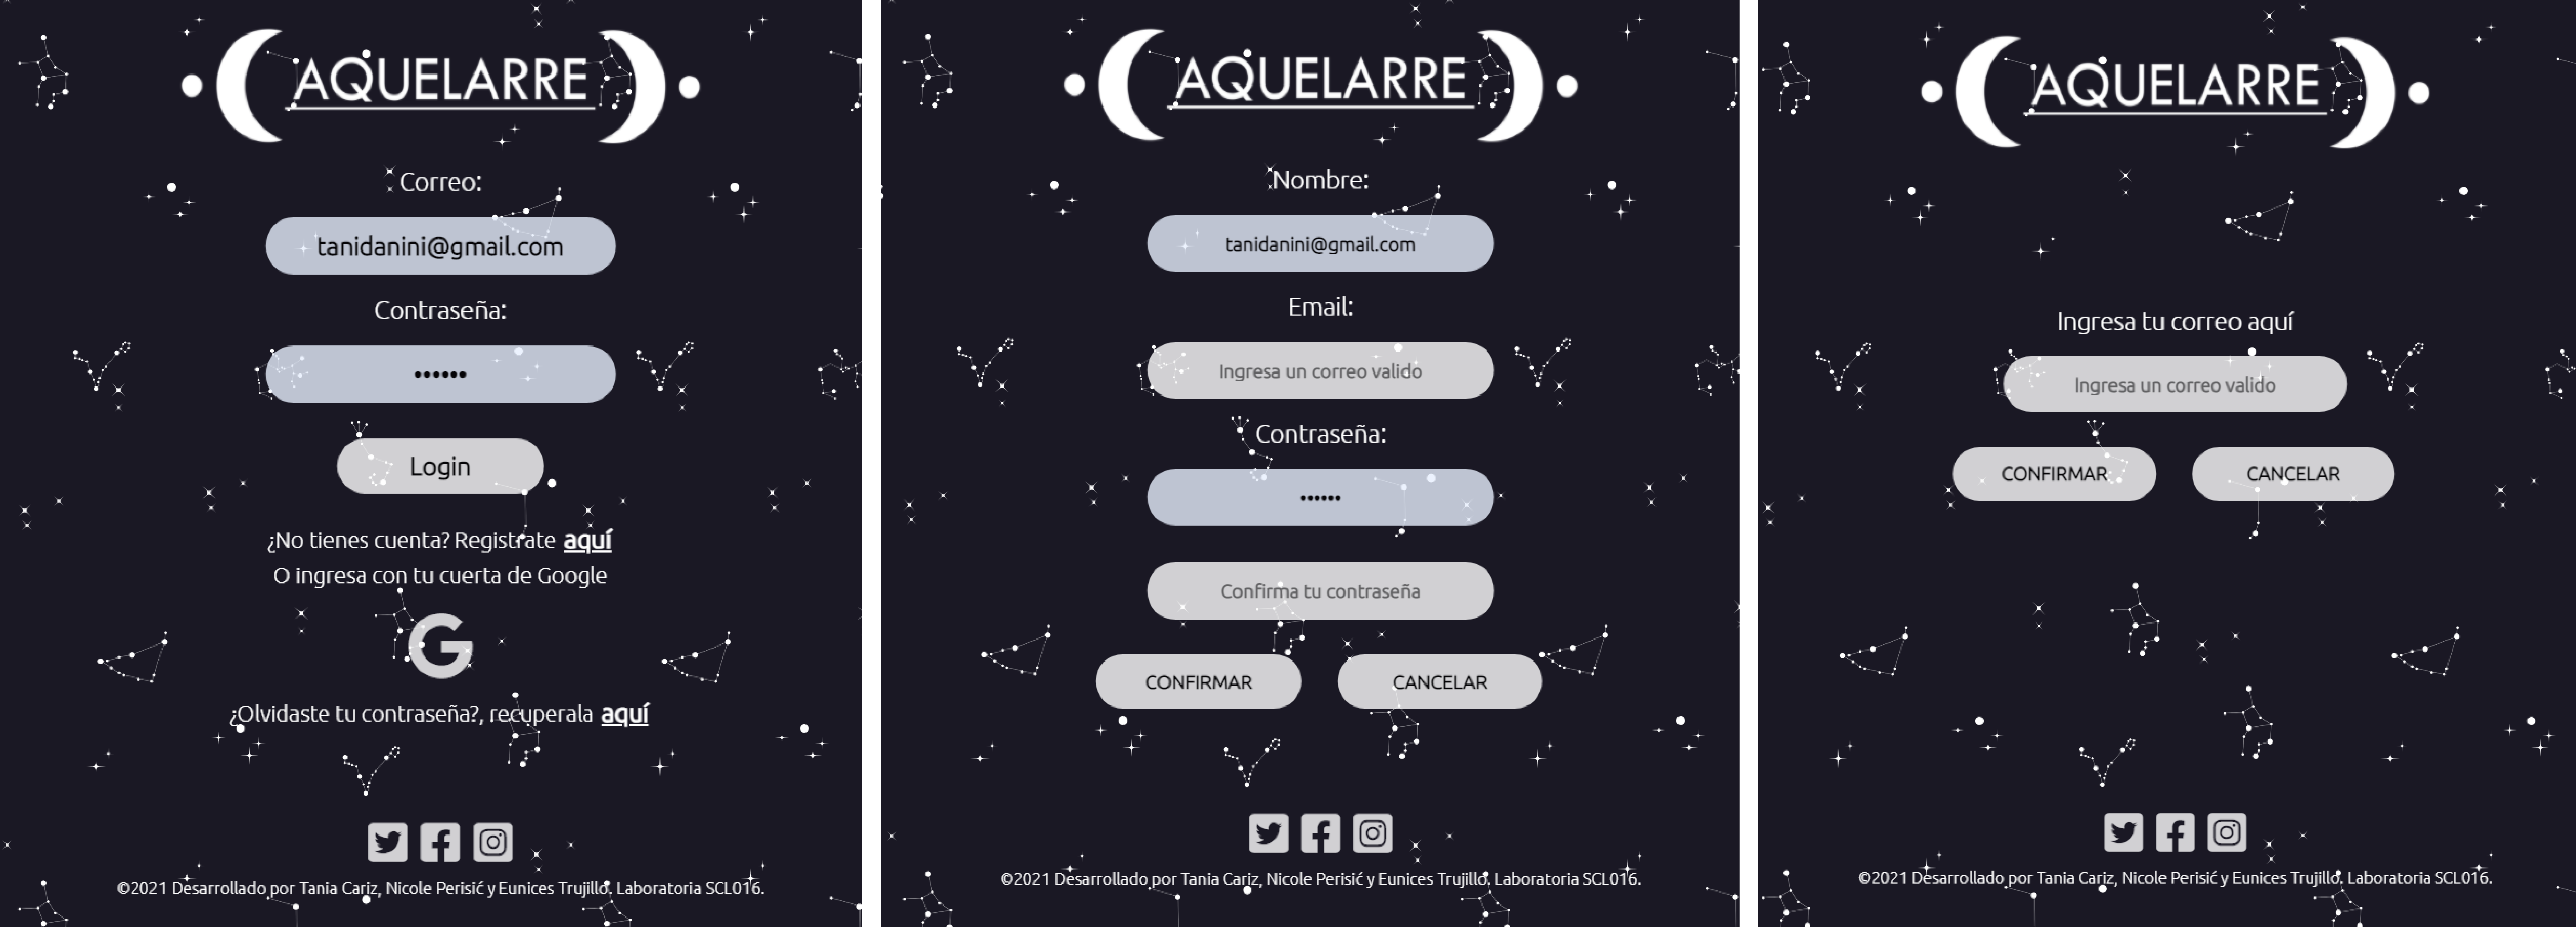 AQUELARRE
Correo:
tanidanini@gmail.com
Contraseña:
••••••
Login
¿No tienes cuenta? Registrate aquí
O ingresa con tu cuerta de Google
G
¿Olvidaste tu contraseña?, recuperala aquí
©2021 Desarrollado por Tania Cariz, Nicole Perisić y Eunices Trujillo. Laboratoria SCL016.
AQUELARRE
Nombre:
tanidanini@gmail.com
Email:
Ingresa un correo valido
Contraseña:
••••••
Confirma tu contraseña
CONFIRMAR CANCELAR
©2021 Desarrollado por Tania Cariz, Nicole Perisić y Eunices Trujillo. Laboratoria SCL016.
AQUELARRE
Ingresa tu correo aquí
Ingresa un correo valido
CONFIRMAR CANCELAR
©2021 Desarrollado por Tania Cariz, Nicole Perisić y Eunices Trujillo. Laboratoria SCL016.